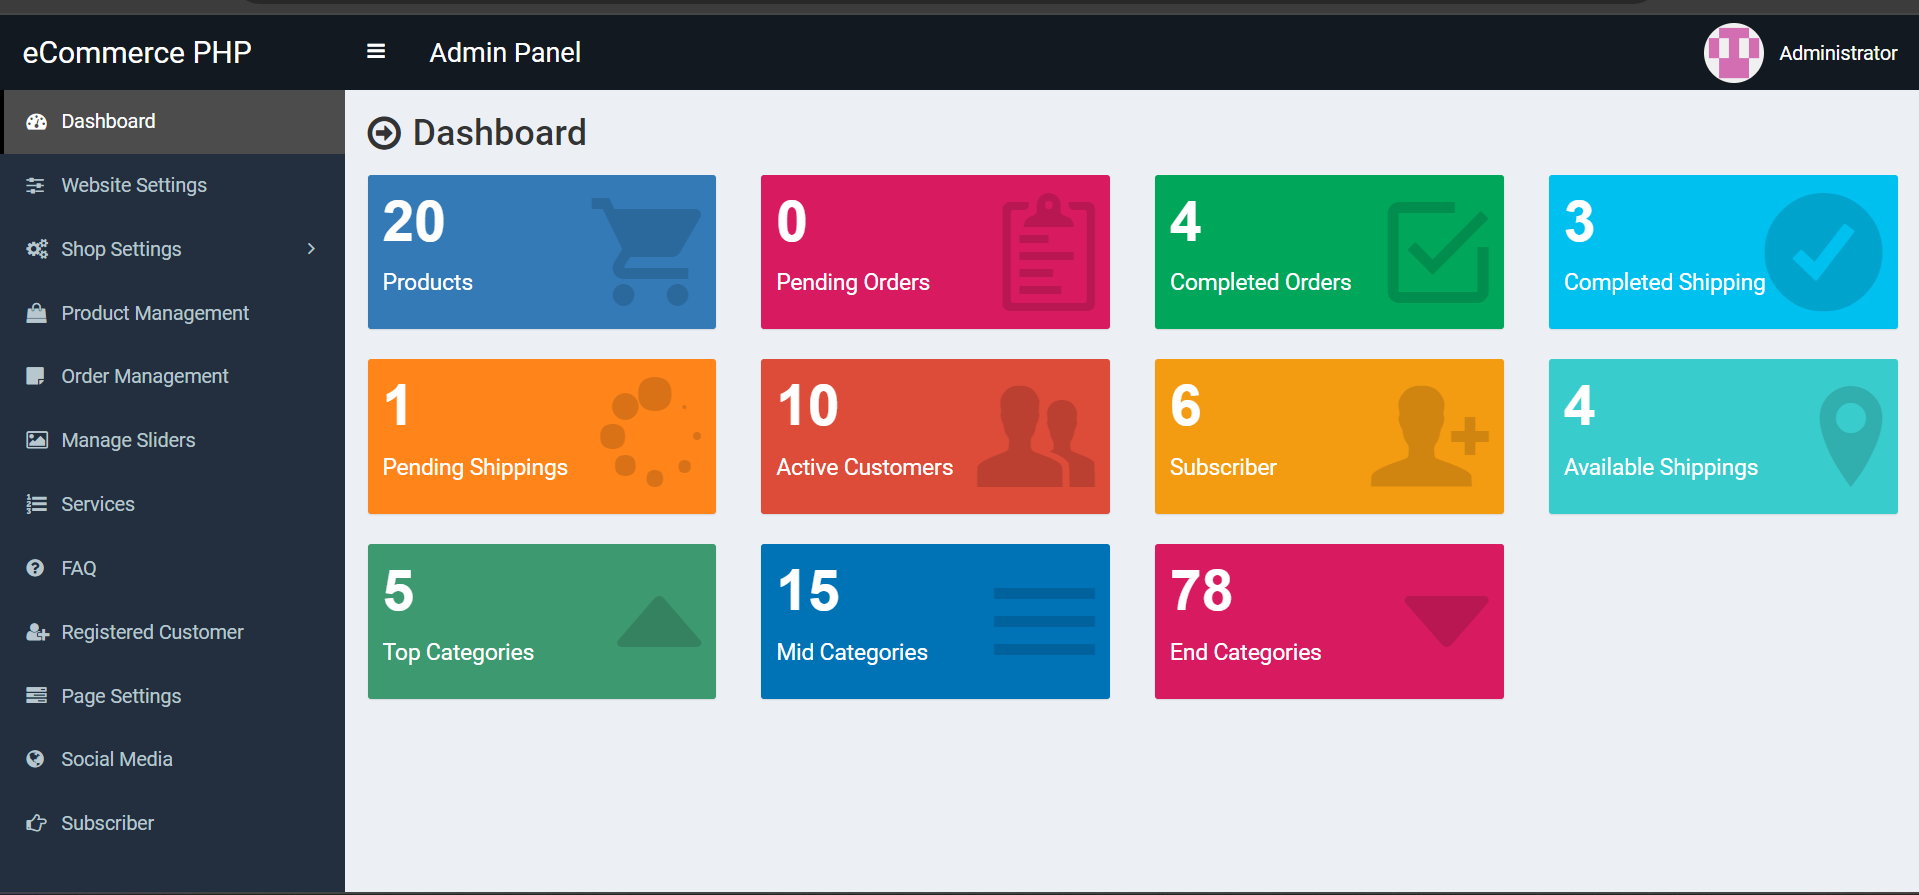 eCommerce PHP
Admin Panel
Administrator
Dashboard
Website Settings
Shop Settings
Product Management
Order Management
Manage Sliders
Services
FAQ
Registered Customer
Page Settings
Social Media
Subscriber
Dashboard
20
Products
0
Pending Orders
4
Completed Orders
3
Completed Shipping
1
Pending Shippings
10
Active Customers
6
Subscriber
4
Available Shippings
5
Top Categories
15
Mid Categories
78
End Categories